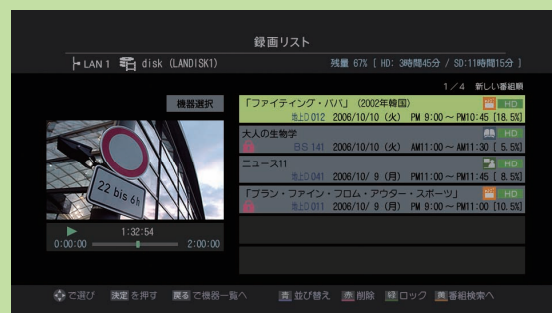 録画リスト
LAN 1 disk (LANDISK1) 残量 67% [ HD: 3時間45分 / SD:11時間15分 ]
1/4 新しい番組順
機器選択
「ファイティング・パパ」(2002年韓国) HD
地上D 012 2006/10/10 (火) PM 9:00～PM10:45 [18.5%]
大人の生物学 HD
BS 141 2006/10/10 (火) AM11:00～AM11:30 [ 5.5%]
ニュース11 HD
地上D 041 2006/10/ 9 (月) PM11:00～PM11:45 [ 8.5%]
「プラン・ファイン・フロム・アウター・スポーツ」 HD
地上D 011 2006/10/ 9 (月) PM 9:00～PM11:00 [10.5%]
22 bis 6h
1:32:54
0:00:00 2:00:00
で選び 決定 を押す 戻る で機器一覧へ 青 並び替え 赤 削除 緑 ロック 黄 番組検索へ